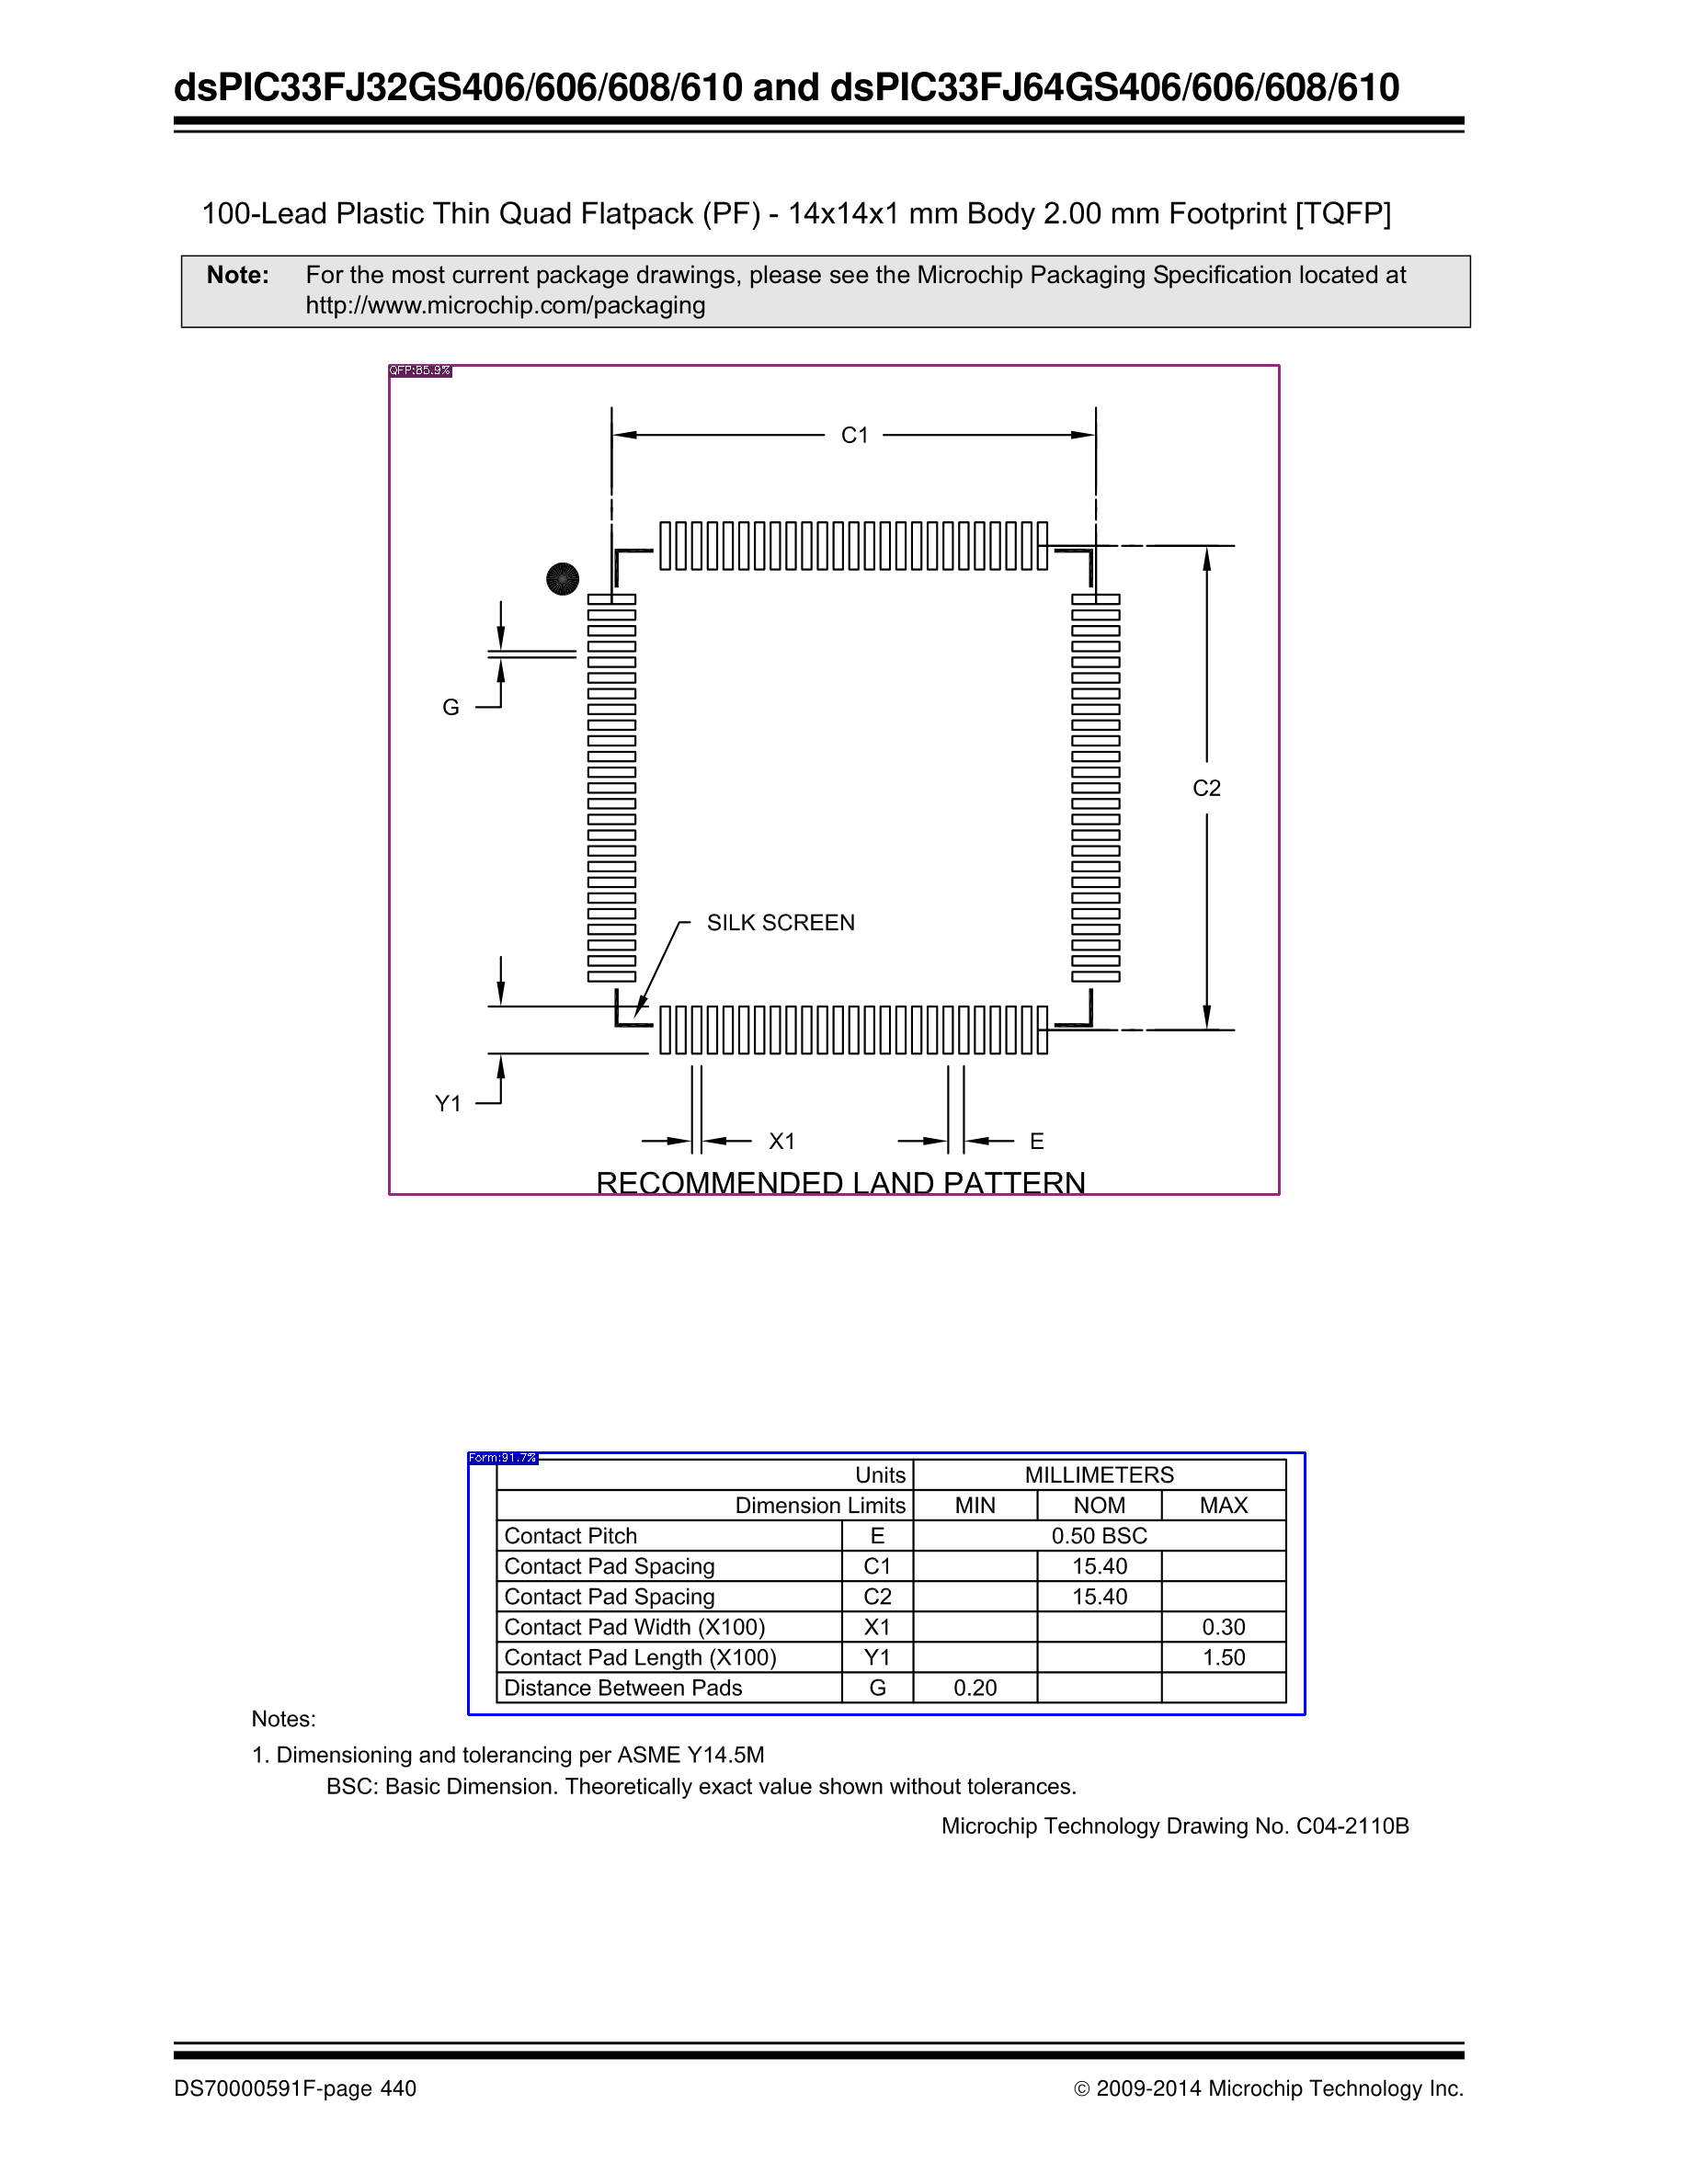 dsPIC33FJ32GS406/606/608/610 and dsPIC33FJ64GS406/606/608/610
100-Lead Plastic Thin Quad Flatpack (PF) - 14x14x1 mm Body 2.00 mm Footprint [TQFP]
Note: For the most current package drawings, please see the Microchip Packaging Specification located at
http://www.microchip.com/packaging
QFP:85.9%
C1
G
C2
SILK SCREEN
Y1
X1 E
RECOMMENDED LAND PATTERN
Form:91.7%
Units MILLIMETERS
Dimension Limits MIN NOM MAX
Contact Pitch E 0.50 BSC
Contact Pad Spacing C1 15.40
Contact Pad Spacing C2 15.40
Contact Pad Width (X100) X1 0.30
Contact Pad Length (X100) Y1 1.50
Distance Between Pads G 0.20
Notes:
1. Dimensioning and tolerancing per ASME Y14.5M
BSC: Basic Dimension. Theoretically exact value shown without tolerances.
Microchip Technology Drawing No. C04-2110B
DS70000591F-page 440 © 2009-2014 Microchip Technology Inc.